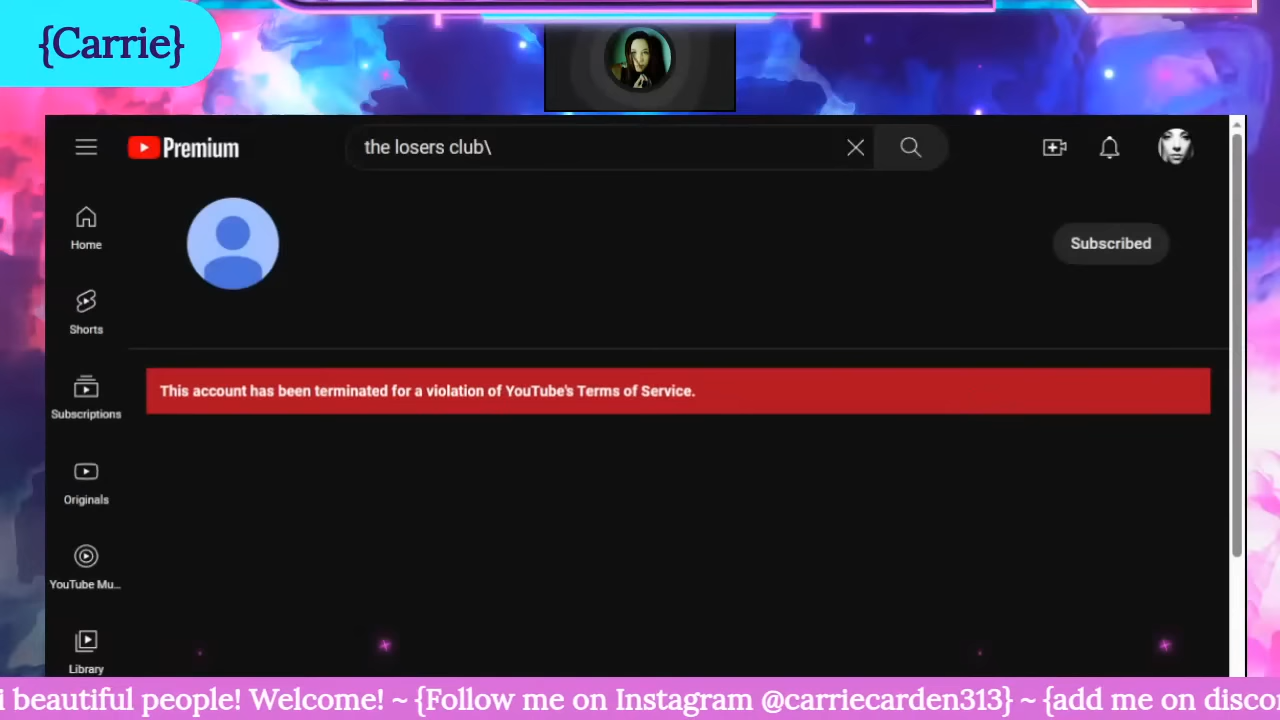 {Carrie}
Premium
the losers club\
Home
Subscribed
Shorts
This account has been terminated for a violation of YouTube's Terms of Service.
Subscriptions
Originals
YouTube Mu...
Library
beautiful people! Welcome! ~ {Follow me on Instagram @carriecarden313} ~ {add me on